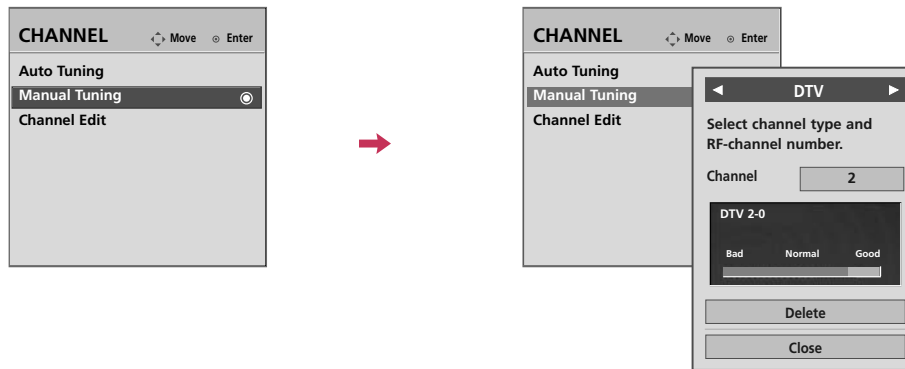 CHANNEL Move Enter
Auto Tuning
Manual Tuning
Channel Edit
CHANNEL Move Enter
Auto Tuning
Manual Tuning
Channel Edit
DTV
Select channel type and
RF-channel number.
Channel 2
DTV 2-0
Bad Normal Good
Delete
Close